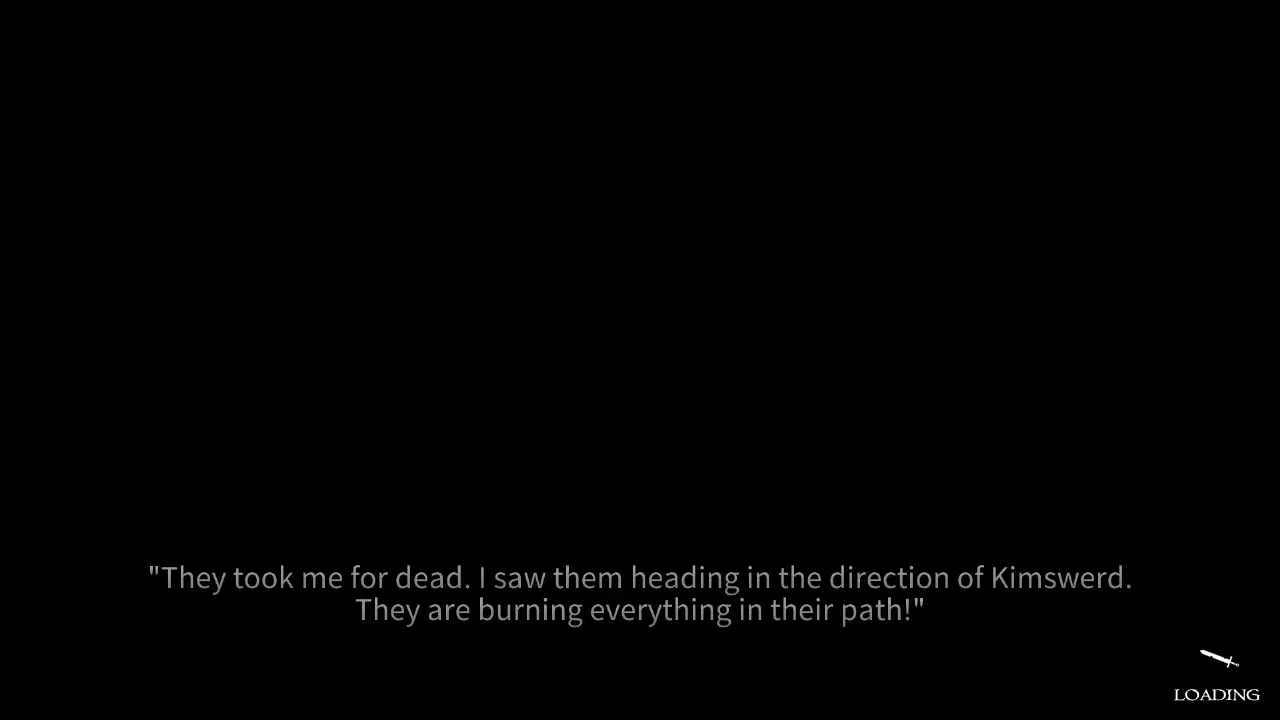 "They took me for dead. I saw them heading in the direction of Kimswerd.
They are burning everything in their path!"
LOADING